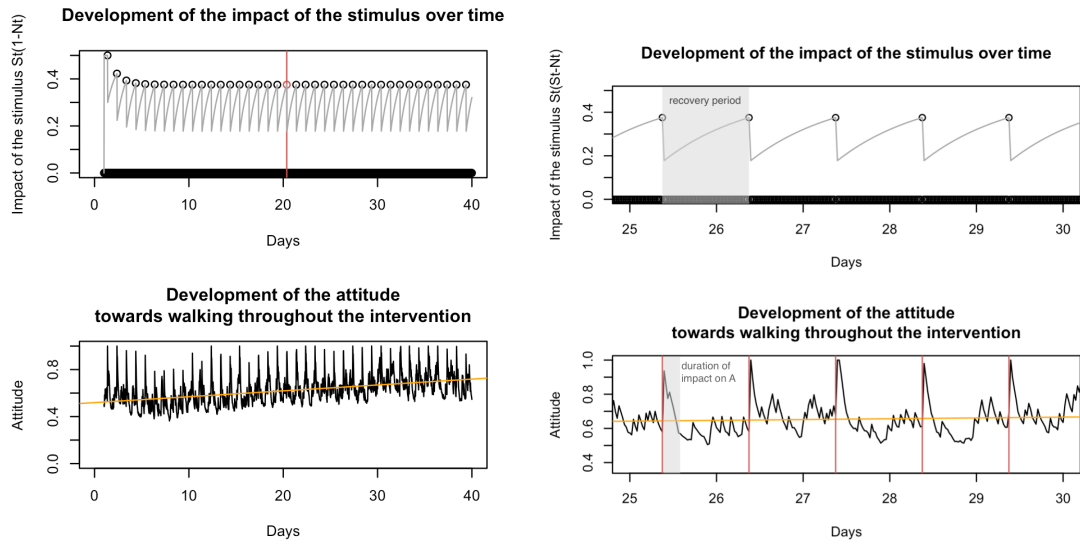 Development of the impact of the stimulus over time
Impact of the stimulus St(1-Nt)
0.4
0.2
0.0
0 10 20 30 40
Days
Development of the impact of the stimulus over time
Impact of the stimulus St(St-Nt)
0.4
0.2
0.0
recovery period
25 26 27 28 29 30
Days
Development of the attitude
towards walking throughout the intervention
Attitude
0.8
0.4
0.0
0 10 20 30 40
Days
Development of the attitude
towards walking throughout the intervention
Attitude
1.0
0.8
0.6
0.4
duration of
impact on A
25 26 27 28 29 30
Days